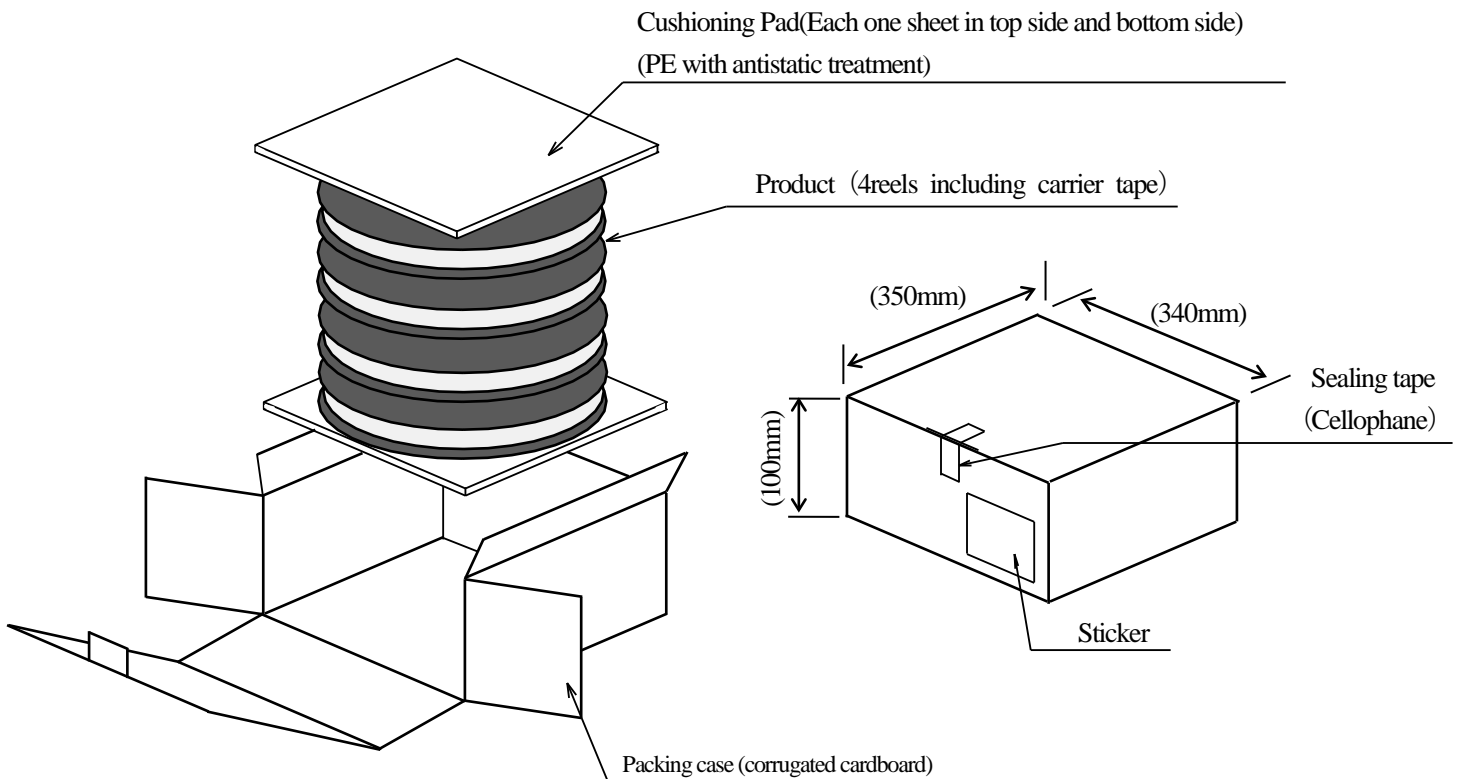 Cushioning Pad(Each one sheet in top side and bottom side)
(PE with antistatic treatment)
Product（4reels including carrier tape）
(350mm)
(340mm)
Sealing tape
（Cellophane）
(100mm)
Sticker
Packing case (corrugated cardboard)